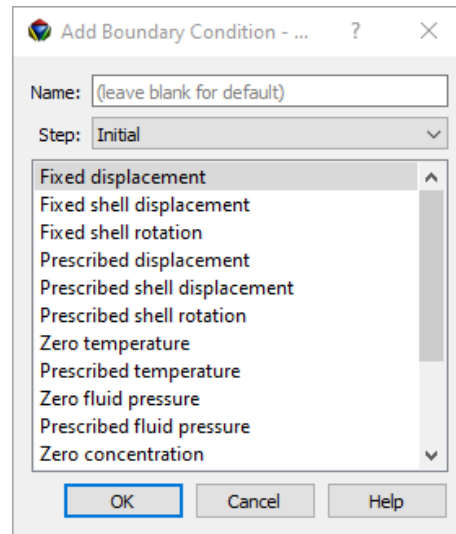 Add Boundary Condition - ... ?
Name: (leave blank for default)
Step: Initial
Fixed displacement
Fixed shell displacement
Fixed shell rotation
Prescribed displacement
Prescribed shell displacement
Prescribed shell rotation
Zero temperature
Prescribed temperature
Zero fluid pressure
Prescribed fluid pressure
Zero concentration
OK Cancel Help